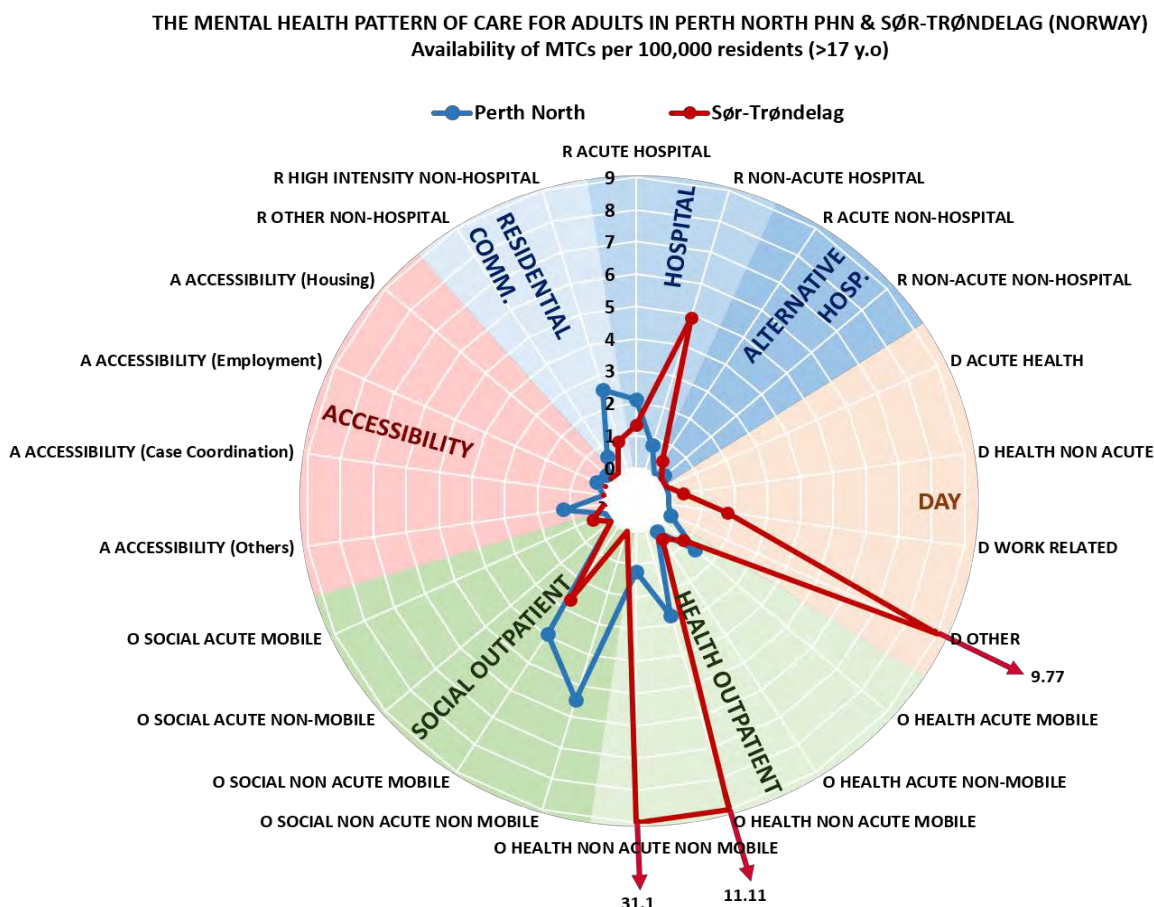 THE MENTAL HEALTH PATTERN OF CARE FOR ADULTS IN PERTH NORTH PHN & SØR-TRØNDELAG (NORWAY)
Availability of MTCs per 100,000 residents (>17 y.o)
Perth North
Sør-Trøndelag
R ACUTE HOSPITAL
R HIGH INTENSITY NON-HOSPITAL
R NON-ACUTE HOSPITAL
R OTHER NON-HOSPITAL
R ACUTE NON-HOSPITAL
A ACCESSIBILITY (Housing)
R NON-ACUTE NON-HOSPITAL
A ACCESSIBILITY (Employment)
D ACUTE HEALTH
A ACCESSIBILITY (Case Coordination)
D HEALTH NON ACUTE
A ACCESSIBILITY (Others)
D WORK RELATED
O SOCIAL ACUTE MOBILE
D OTHER
9.77
O SOCIAL ACUTE NON-MOBILE
O HEALTH ACUTE MOBILE
O SOCIAL NON ACUTE MOBILE
O HEALTH ACUTE NON-MOBILE
O SOCIAL NON ACUTE NON MOBILE
O HEALTH NON ACUTE MOBILE
O HEALTH NON ACUTE NON MOBILE
31.1
11.11
9
8
7
6
5
4
3
2
1
0
RESIDENTIAL
COMM.
HOSPITAL
ALTERNATIVE
HOSP.
ACCESSIBILITY
DAY
SOCIAL OUTPATIENT
HEALTH OUTPATIENT